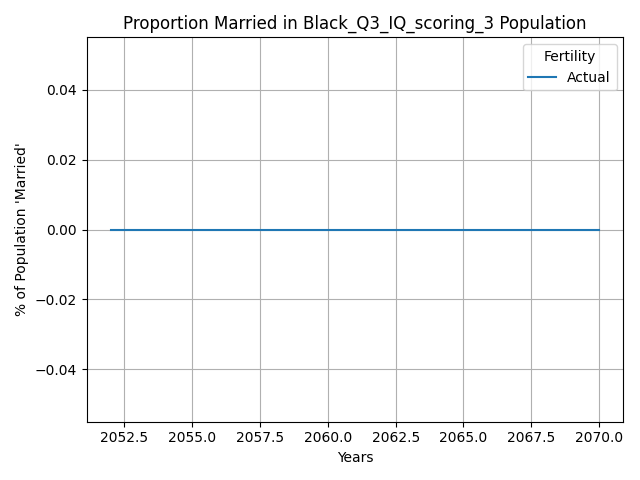 Proportion Married in Black_Q3_IQ_scoring_3 Population
Fertility
Actual
% of Population 'Married'
0.04
0.02
0.00
−0.02
−0.04
2052.5 2055.0 2057.5 2060.0 2062.5 2065.0 2067.5 2070.0
Years